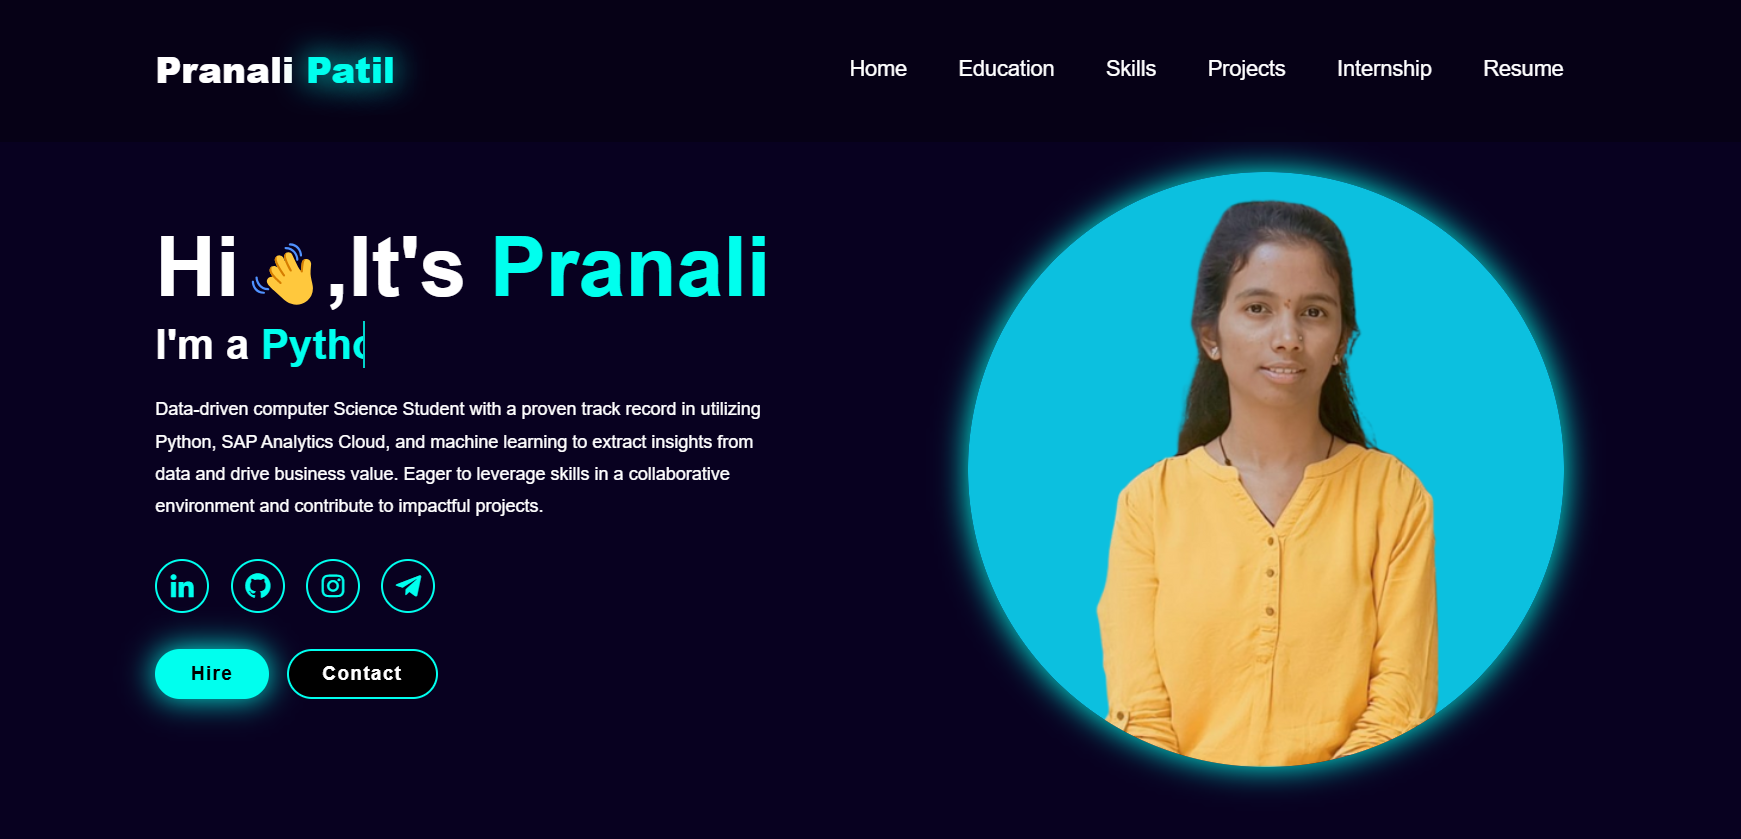 Pranali Patil
Home Education Skills Projects Internship Resume
Hi 👋,It's Pranali
I'm a Pytho
Data-driven computer Science Student with a proven track record in utilizing
Python, SAP Analytics Cloud, and machine learning to extract insights from
data and drive business value. Eager to leverage skills in a collaborative
environment and contribute to impactful projects.
in
Hire
Contact